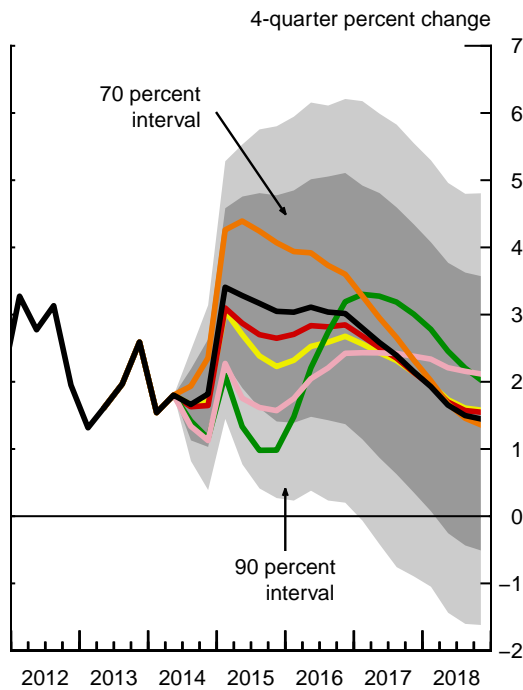 4-quarter percent change
7
70 percent
interval
6
5
4
3
2
1
0
90 percent
interval
−1
−2
2012 2013 2014 2015 2016 2017 2018